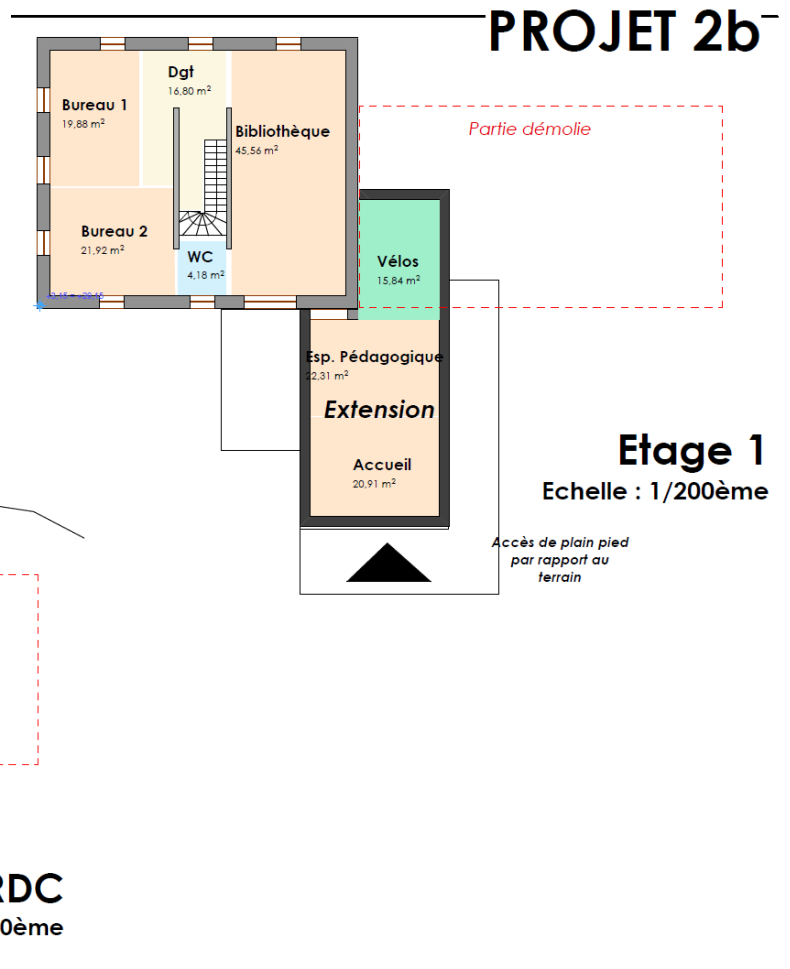 PROJET 2b
Dgt
16,80 m²
Bureau 1
19,88 m²
Bibliothèque
45,56 m²
Partie démolie
Bureau 2
21,92 m²
WC
4,18 m²
Vélos
15,84 m²
Esp. Pédagogique
22,31 m²
Extension
Accueil
20,91 m²
Etage 1
Echelle : 1/200ème
Accès de plain pied
par rapport au
terrain
RDC
0ème